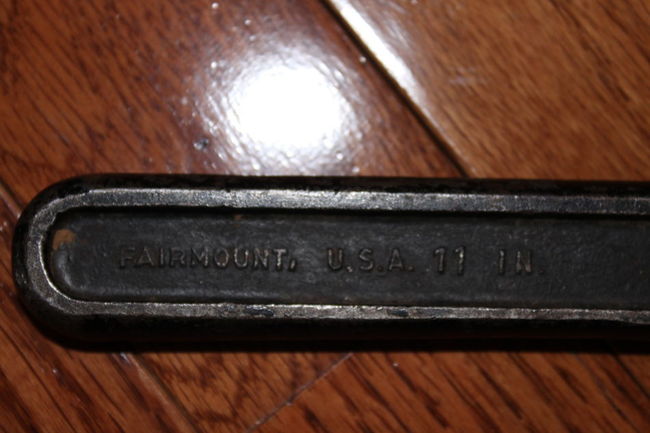 FAIRMOUNT, U.S.A. 11 IN.